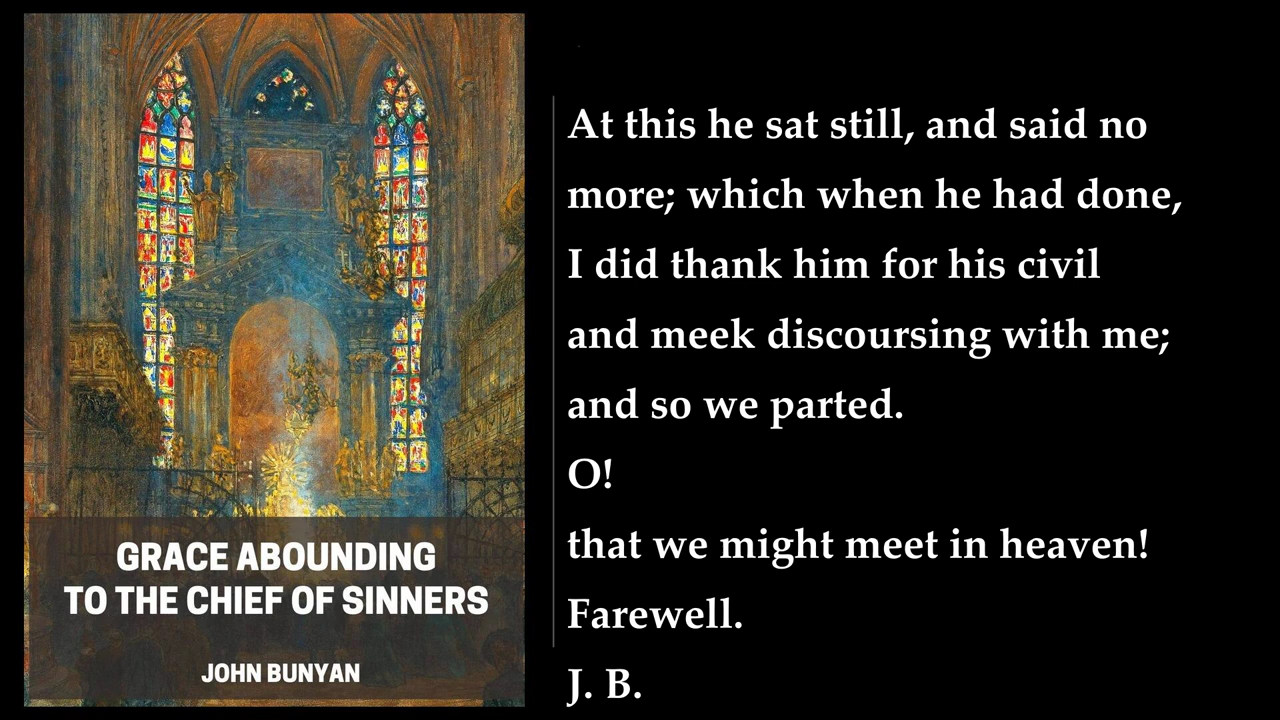 GRACE ABOUNDING
TO THE CHIEF OF SINNERS
JOHN BUNYAN
At this he sat still, and said no
more; which when he had done,
I did thank him for his civil
and meek discoursing with me;
and so we parted.
O!
that we might meet in heaven!
Farewell.
J. B.